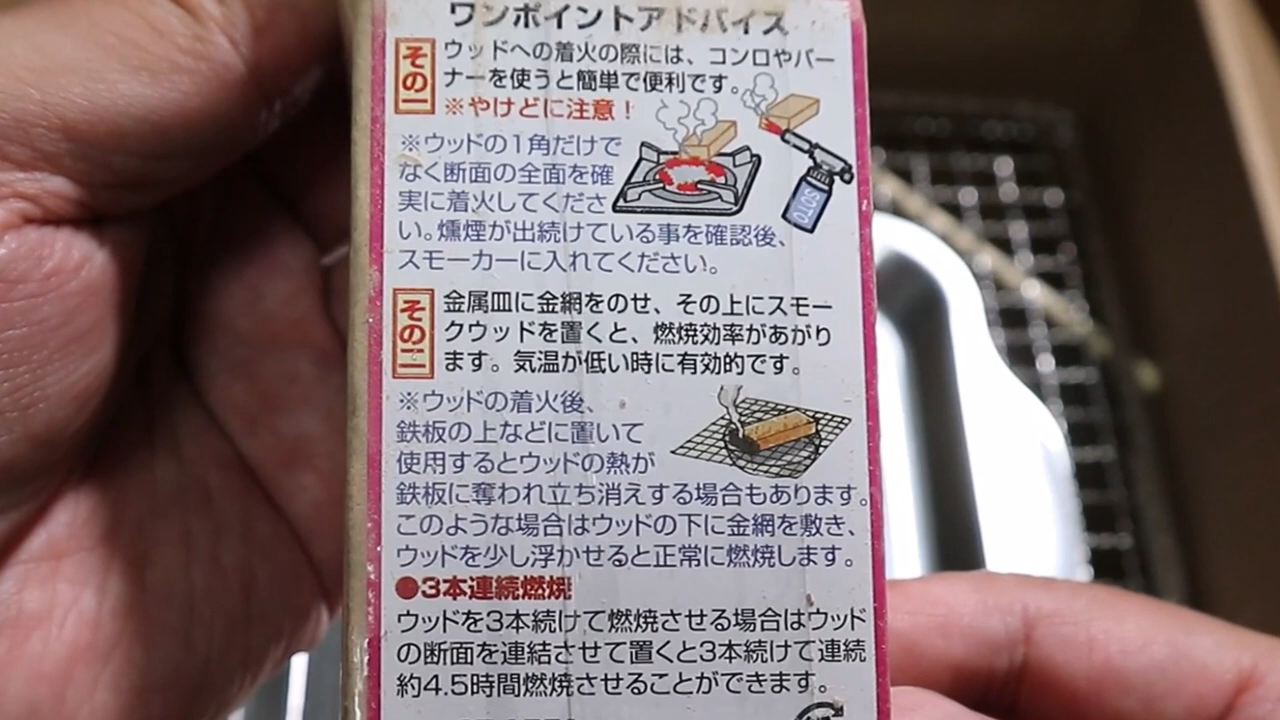 ワンポイントアドバイス
その一
ウッドへの着火の際には、コンロやバー
ナーを使うと簡単で便利です。
※やけどに注意!
※ウッドの1角だけで
なく断面の全面を確
実に着火してくださ
い。燻煙が出続けている事を確認後、
スモーカーに入れてください。
SOTO
その二
金属皿に金網をのせ、その上にスモー
クウッドを置くと、燃焼効率があがり
ます。気温が低い時に有効的です。
※ウッドの着火後、
鉄板の上などに置いて
使用するとウッドの熱が
鉄板に奪われ立ち消えする場合もあります。
このような場合はウッドの下に金網を敷き、
ウッドを少し浮かせると正常に燃焼します。
●3本連続燃焼
ウッドを3本続けて燃焼させる場合はウッド
の断面を連結させて置くと3本続けて連続
約4.5時間燃焼させることができます。